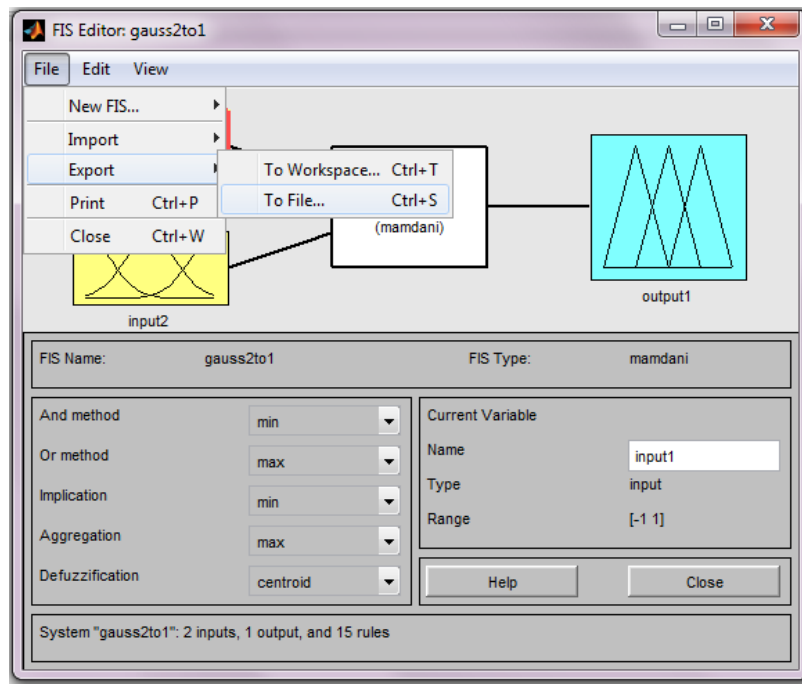 FIS Editor: gauss2to1
File Edit View
New FIS...
Import
Export
Print Ctrl+P
Close Ctrl+W
To Workspace... Ctrl+T
To File... Ctrl+S
(mamdani)
input2
output1
FIS Name: gauss2to1 FIS Type: mamdani
And method min
Or method max
Implication min
Aggregation max
Defuzzification centroid
Current Variable
Name input1
Type input
Range [-1 1]
Help Close
System "gauss2to1": 2 inputs, 1 output, and 15 rules